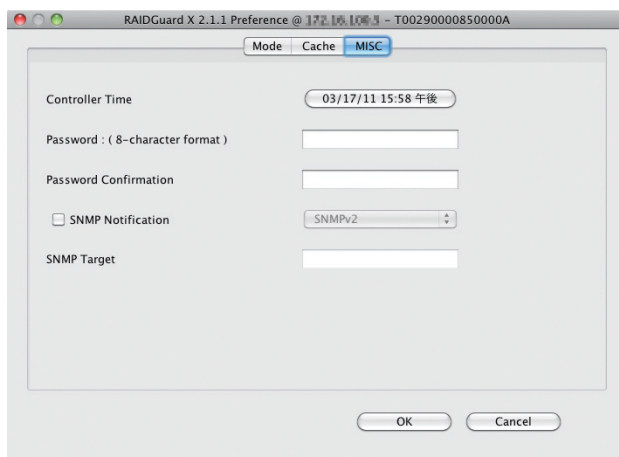 RAIDGuard X 2.1.1 Preference @ - T00290000850000A
Mode Cache MISC
Controller Time 03/17/11 15:58 午後
Password : ( 8-character format )
Password Confirmation
SNMP Notification SNMPv2
SNMP Target
OK Cancel